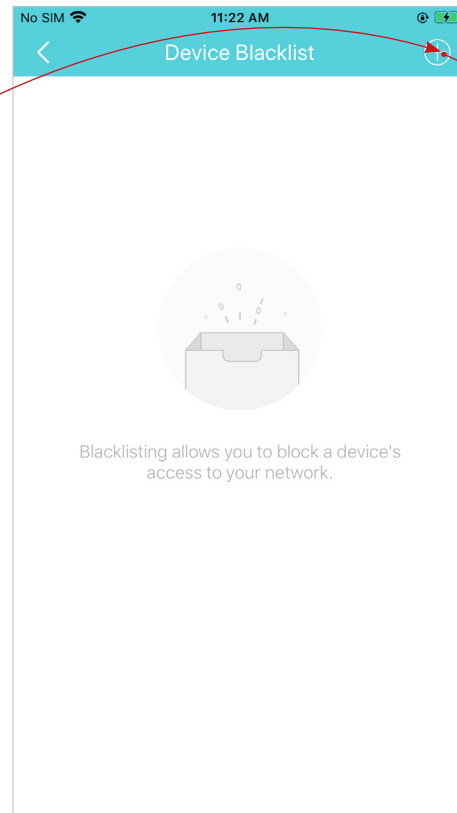 No SIM
11:22 AM
Device Blacklist
Blacklisting allows you to block a device's
access to your network.